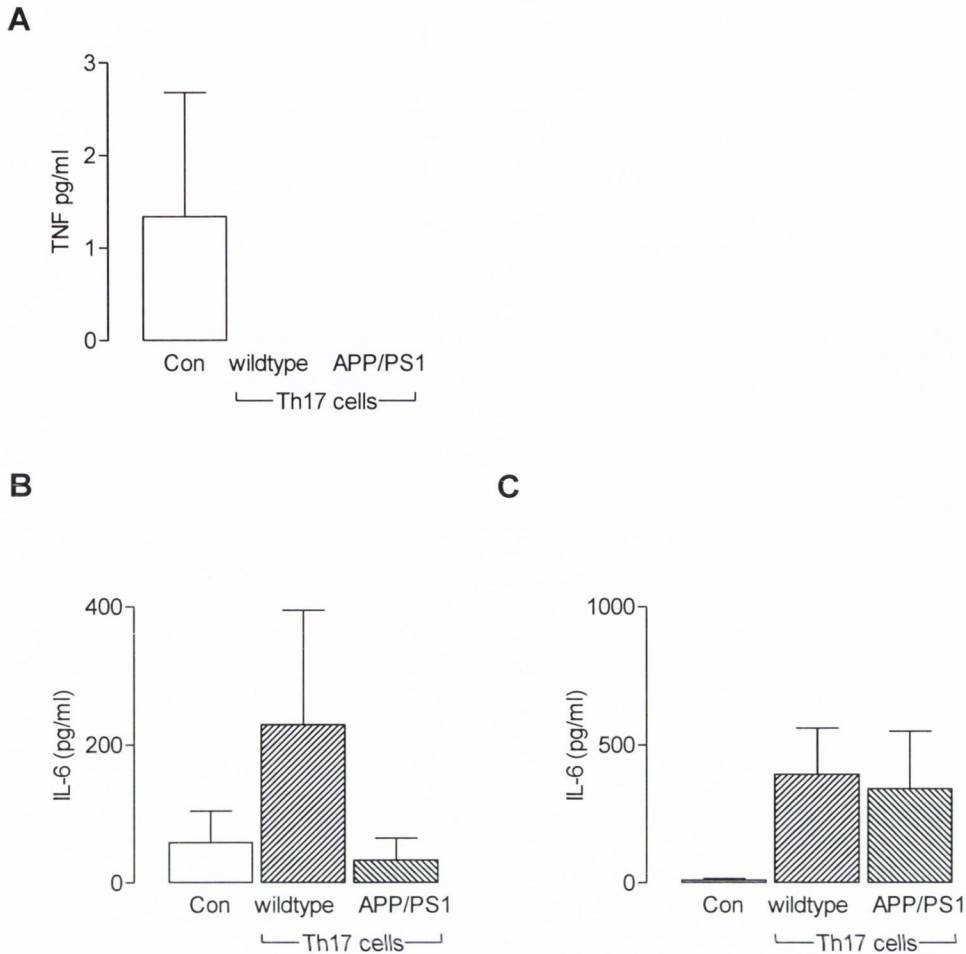 A
3
2
1
0
TNF pg/ml
Con wildtype APP/PS1
Th17 cells
B
400
200
0
IL-6 (pg/ml)
Con wildtype APP/PS1
Th17 cells
C
1000
500
0
IL-6 (pg/ml)
Con wildtype APP/PS1
Th17 cells